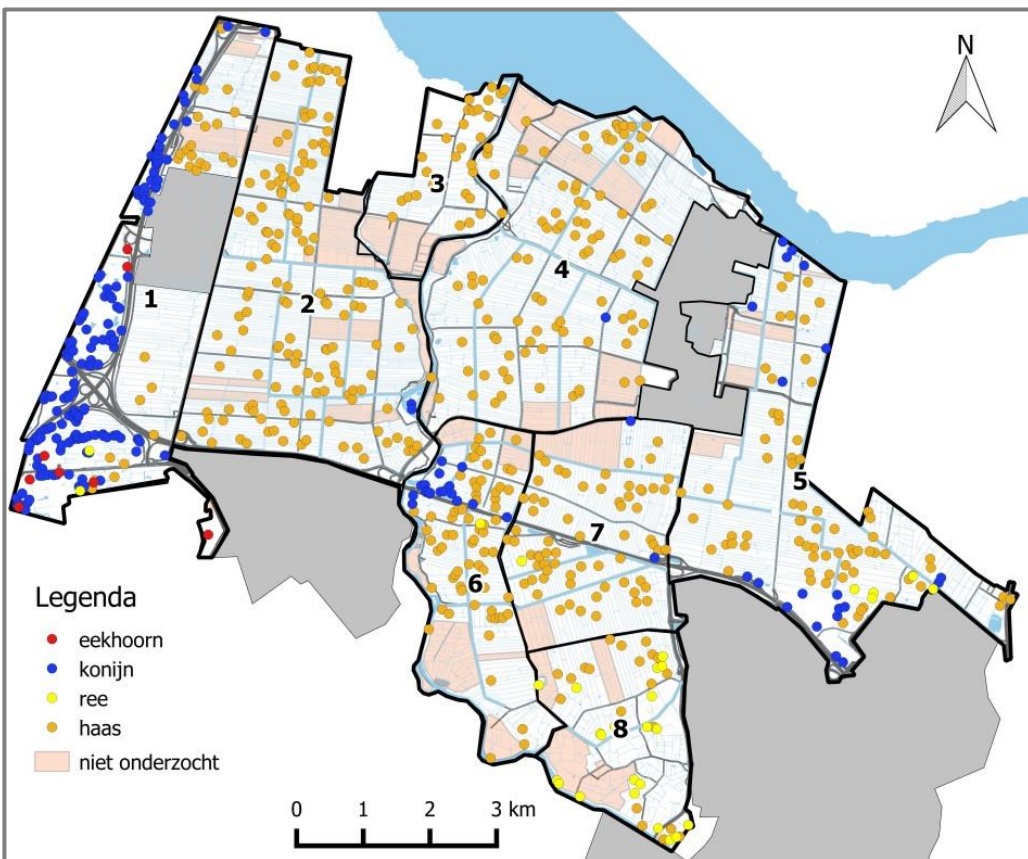 N
3
4
1
2
5
7
6
8
Legenda
eekhoorn
konijn
ree
haas
niet onderzocht
0 1 2 3 km